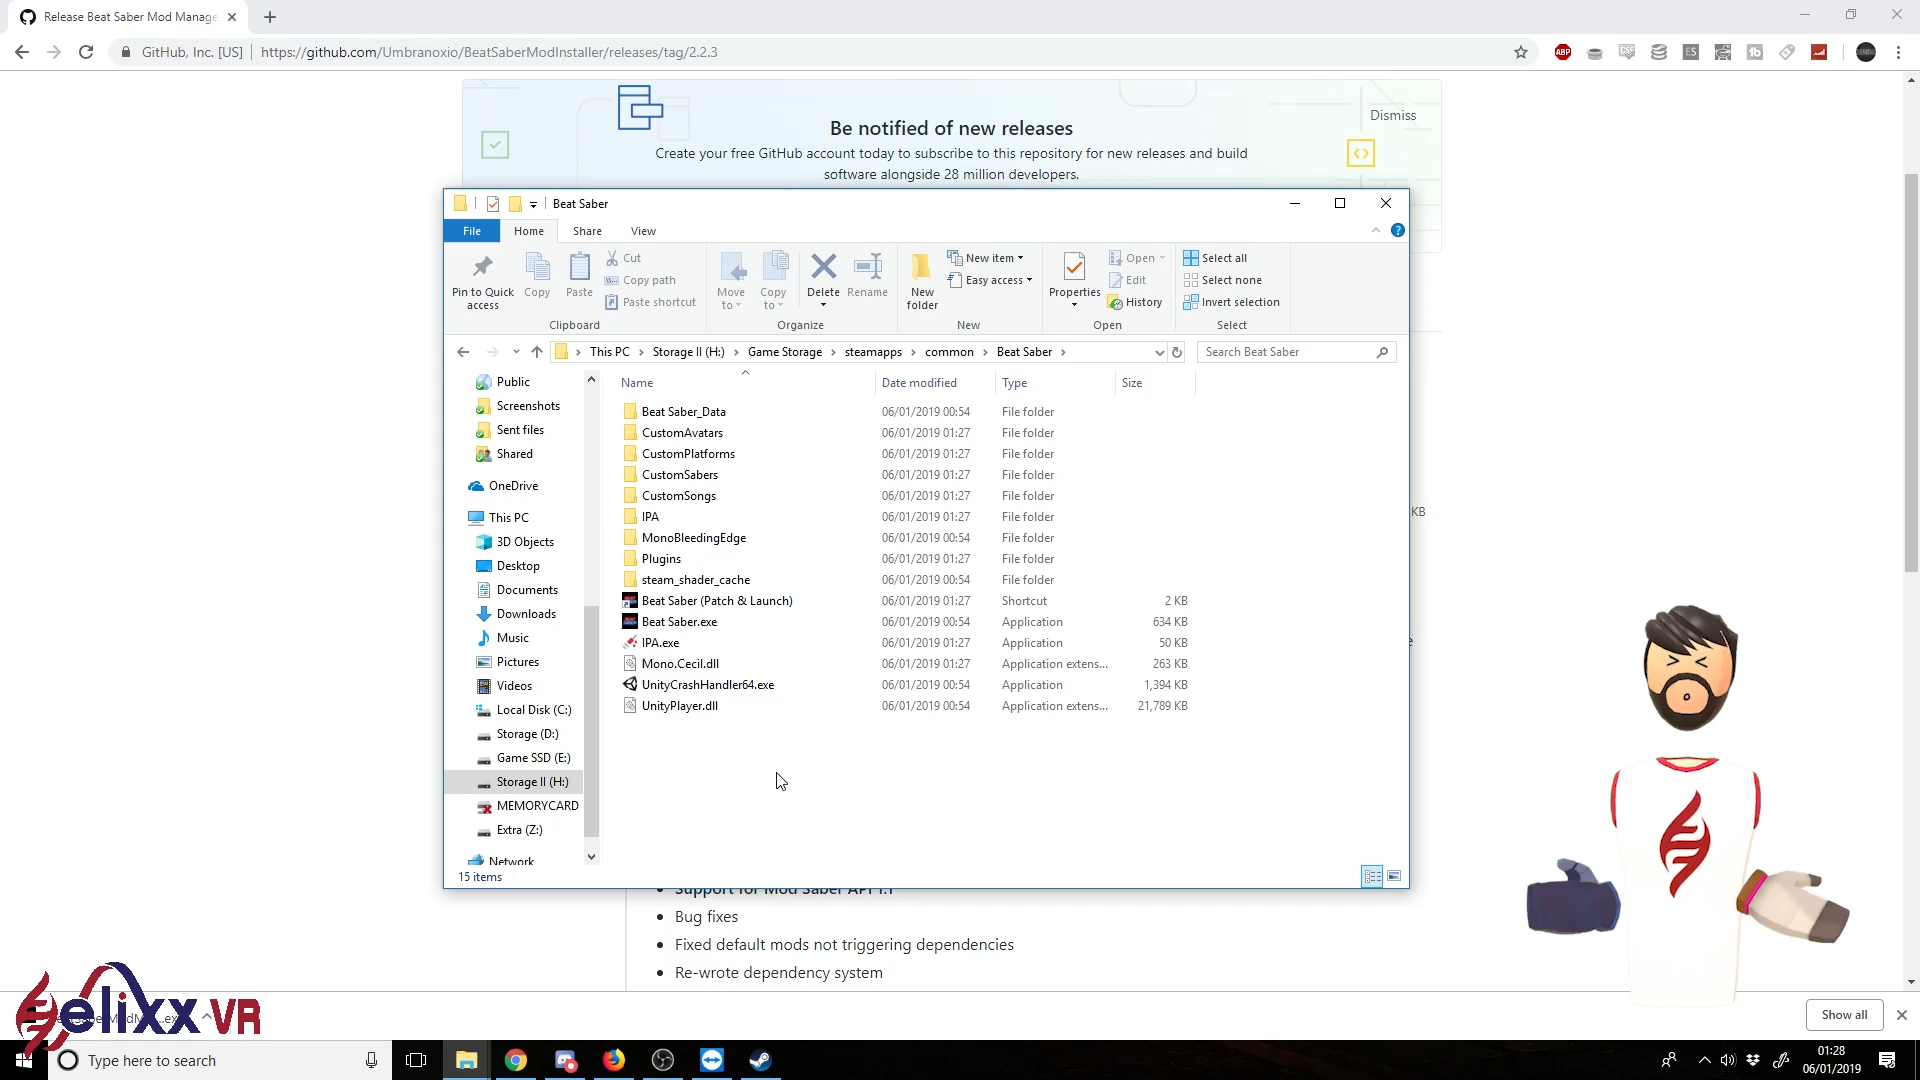 Release Beat Saber Mod Manage
GitHub, Inc. [US]
https://github.com/Umbranoxio/BeatSaberModInstaller/releases/tag/2.2.3
ABP
CSF
ES
tb
Dismiss
Be notified of new releases
Create your free GitHub account today to subscribe to this repository for new releases and build
software alongside 28 million developers.
Beat Saber
File
Home
Share
View
Pin to Quick
access
Copy
Paste
Cut
Copy path
Paste shortcut
Move
to
Copy
to
Delete
Rename
New
folder
New item
Easy access
Properties
Open
Edit
History
Select all
Select none
Invert selection
Clipboard
Organize
New
Open
Select
This PC
Storage II (H:)
Game Storage
steamapps
common
Beat Saber
Search Beat Saber
Public
Screenshots
Sent files
Shared
OneDrive
This PC
3D Objects
Desktop
Documents
Downloads
Music
Pictures
Videos
Local Disk (C:)
Storage (D:)
Game SSD (E:)
Storage II (H:)
MEMORYCARD
Extra (Z:)
Network
Name Date modified Type Size
Beat Saber_Data 06/01/2019 00:54 File folder
CustomAvatars 06/01/2019 01:27 File folder
CustomPlatforms 06/01/2019 01:27 File folder
CustomSabers 06/01/2019 01:27 File folder
CustomSongs 06/01/2019 01:27 File folder
IPA 06/01/2019 01:27 File folder
MonoBleedingEdge 06/01/2019 00:54 File folder
Plugins 06/01/2019 01:27 File folder
steam_shader_cache 06/01/2019 00:54 File folder
Beat Saber (Patch & Launch) 06/01/2019 01:27 Shortcut 2 KB
Beat Saber.exe 06/01/2019 00:54 Application 634 KB
IPA.exe 06/01/2019 01:27 Application 50 KB
Mono.Cecil.dll 06/01/2019 01:27 Application extens... 263 KB
UnityCrashHandler64.exe 06/01/2019 00:54 Application 1,394 KB
UnityPlayer.dll 06/01/2019 00:54 Application extens... 21,789 KB
KB
15 items
Support for Mod Saber API 1.1
Bug fixes
Fixed default mods not triggering dependencies
Re-wrote dependency system
elixx VR
Show all
Type here to search
01:28
06/01/2019